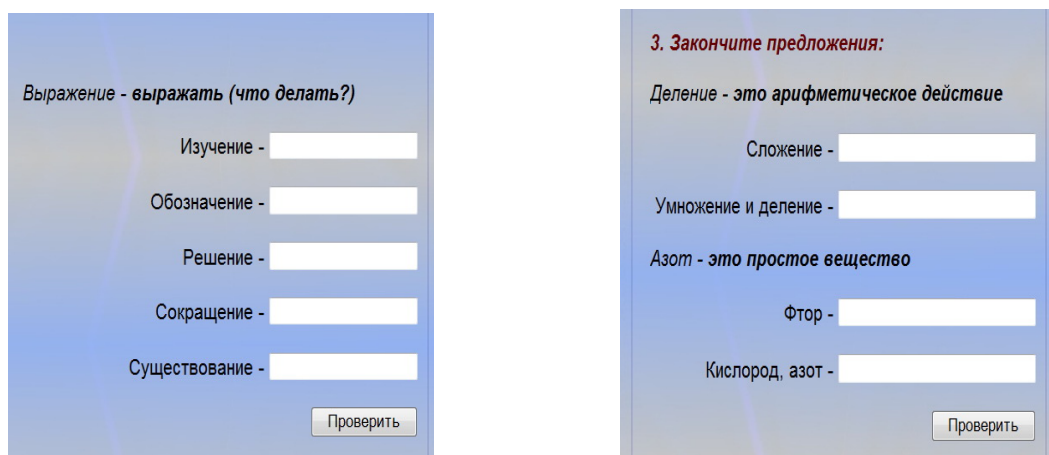 Выражение - выражать (что делать?)
Изучение -
Обозначение -
Решение -
Сокращение -
Существование -
Проверить
3. Закончите предложения:
Деление - это арифметическое действие
Сложение -
Умножение и деление -
Азот - это простое вещество
Фтор -
Кислород, азот -
Проверить